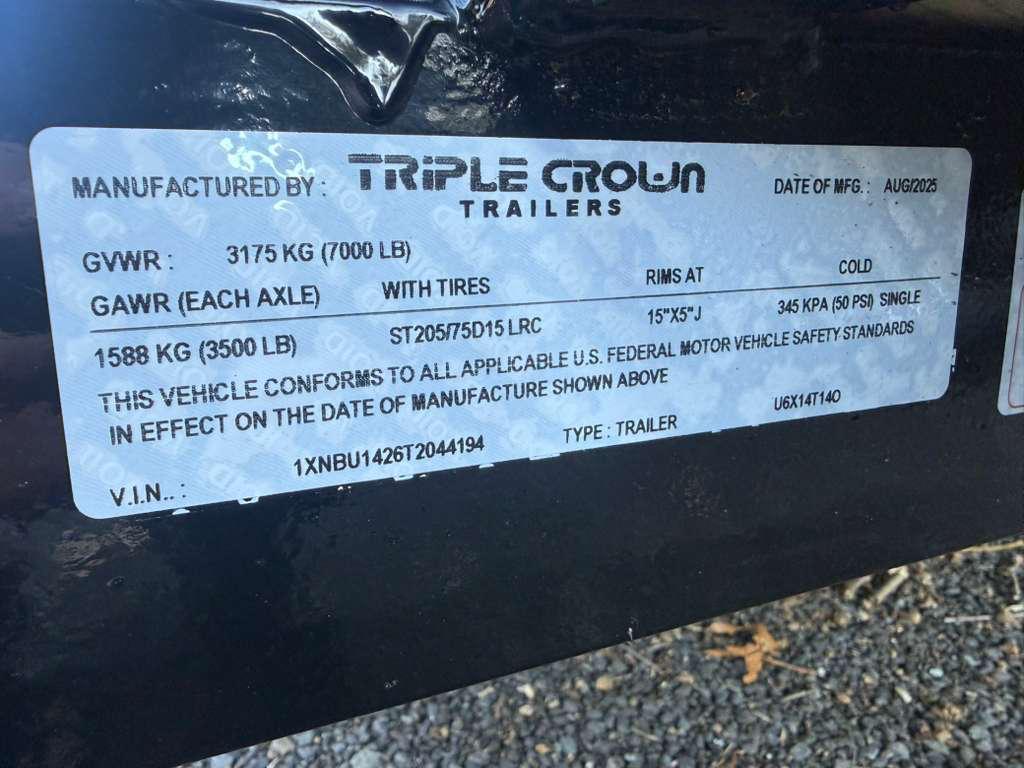 MANUFACTURED BY : TRIPLE CROWN TRAILERS DATE OF MFG. : AUG/2025
GVWR : 3175 KG (7000 LB)
GAWR (EACH AXLE) WITH TIRES RIMS AT COLD
1588 KG (3500 LB) ST205/75D15 LRC 15"X5"J 345 KPA (50 PSI) SINGLE
THIS VEHICLE CONFORMS TO ALL APPLICABLE U.S. FEDERAL MOTOR VEHICLE SAFETY STANDARDS
IN EFFECT ON THE DATE OF MANUFACTURE SHOWN ABOVE
V.I.N.. : 1XNBU1426T2044194 TYPE : TRAILER U6X14T14O